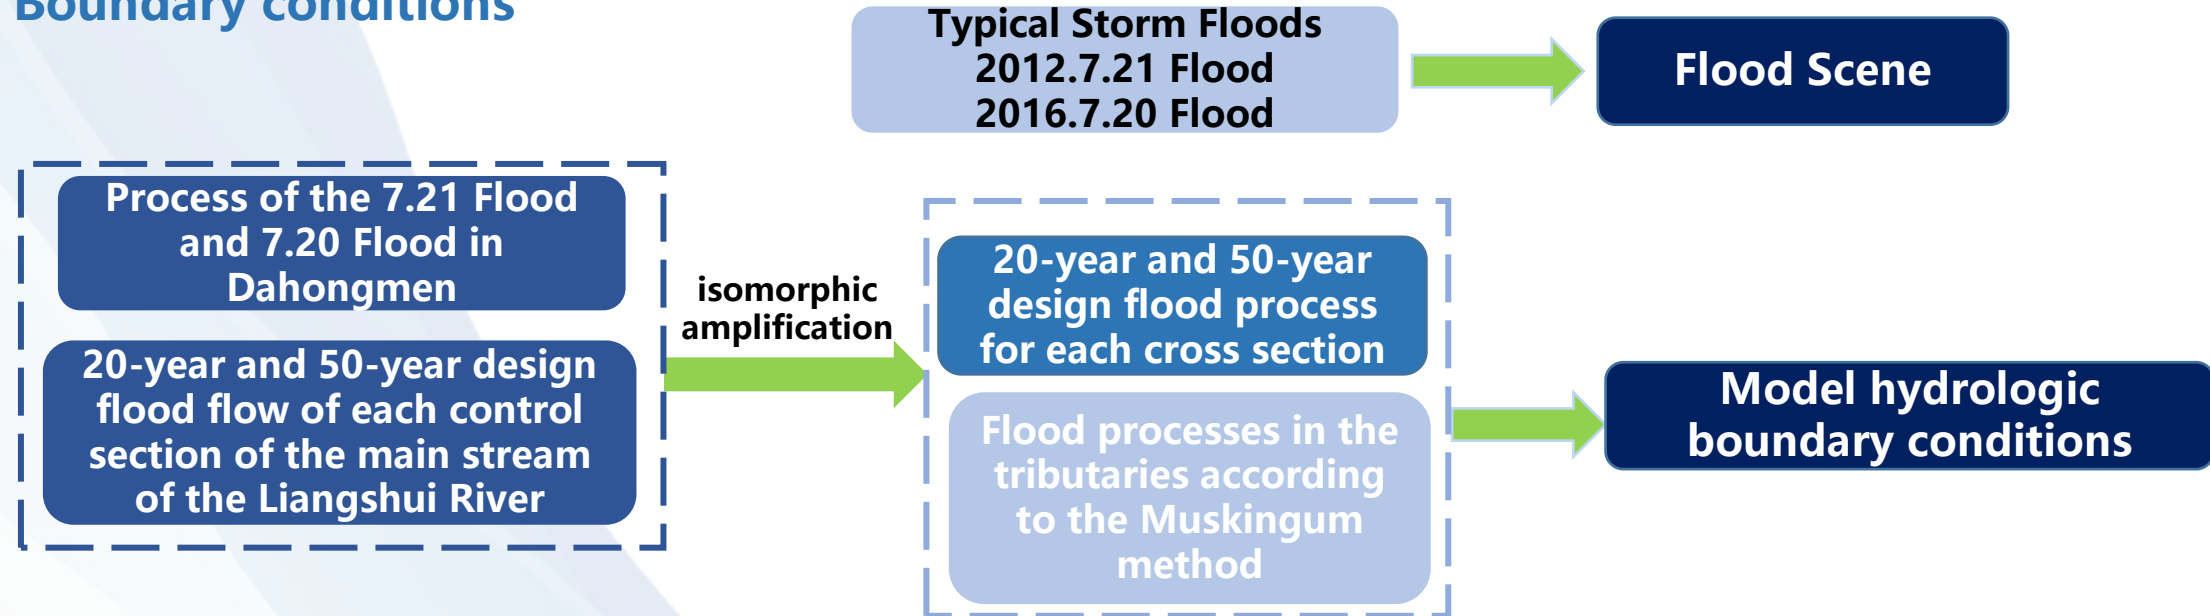 Boundary conditions
Typical Storm Floods
2012.7.21 Flood
2016.7.20 Flood
Flood Scene
Process of the 7.21 Flood
and 7.20 Flood in
Dahongmen
20-year and 50-year design
flood flow of each control
section of the main stream
of the Liangshui River
isomorphic
amplification
20-year and 50-year
design flood process
for each cross section
Flood processes in the
tributaries according
to the Muskingum
method
Model hydrologic
boundary conditions